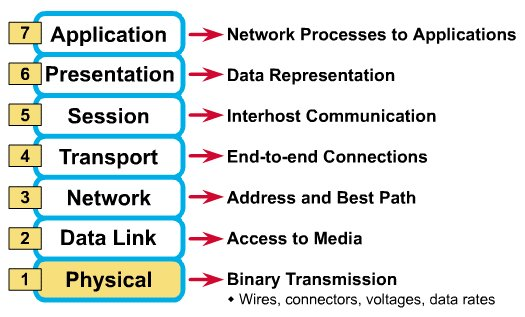 7 Application Network Processes to Applications
6 Presentation Data Representation
5 Session Interhost Communication
4 Transport End-to-end Connections
3 Network Address and Best Path
2 Data Link Access to Media
1 Physical Binary Transmission
• Wires, connectors, voltages, data rates